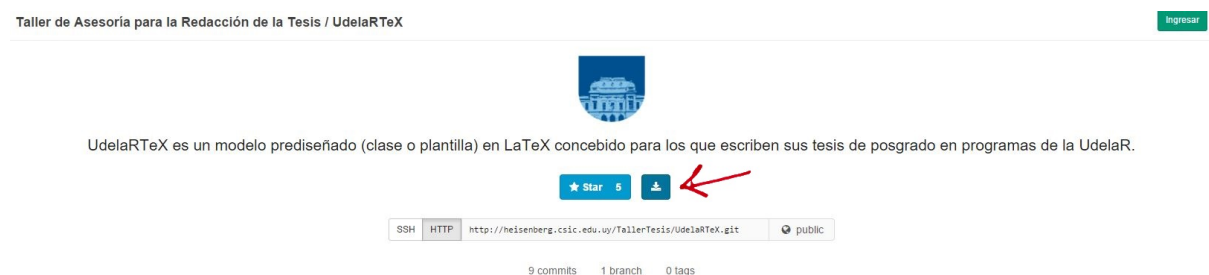 Taller de Asesoría para la Redacción de la Tesis / UdelaRTeX
Ingresar
UdelaRTeX es un modelo prediseñado (clase o plantilla) en LaTeX concebido para los que escriben sus tesis de posgrado en programas de la UdelaR.
Star 5
SSH HTTP http://heisenberg.csic.edu.uy/TallerTesis/UdelaRTeX.git public
9 commits 1 branch 0 tags